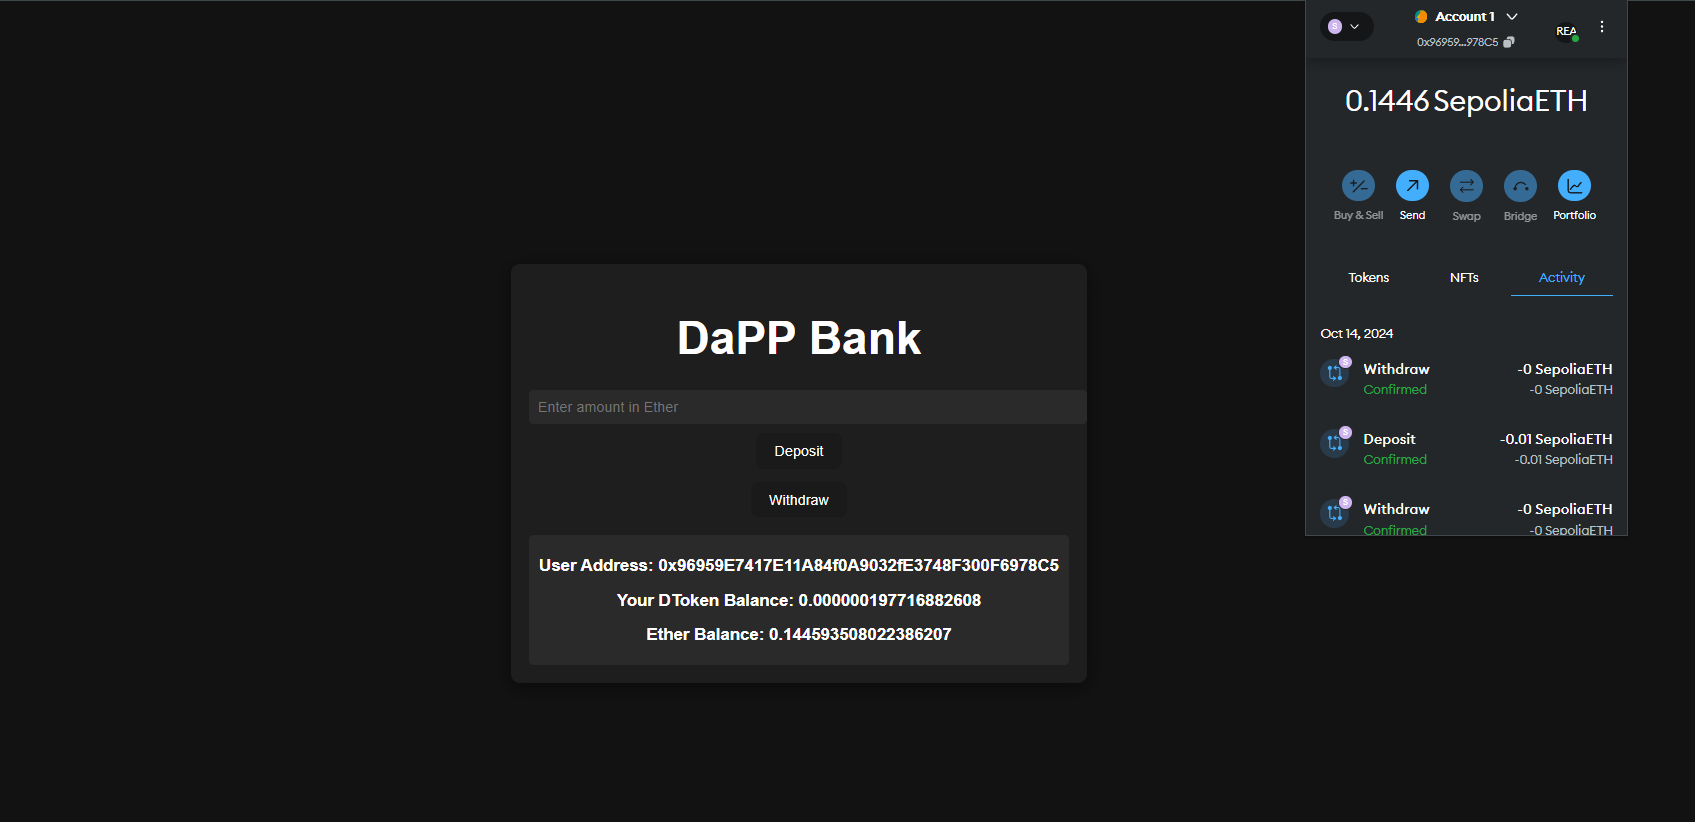 DaPP Bank
Enter amount in Ether
Deposit
Withdraw
User Address: 0x96959E7417E11A84f0A9032fE3748F300F6978C5
Your DToken Balance: 0.000000197716882608
Ether Balance: 0.144593508022386207
S
Account 1
0x96959...978C5
REA
0.1446 SepoliaETH
Buy & Sell
Send
Swap
Bridge
Portfolio
Tokens
NFTs
Activity
Oct 14, 2024
S
Withdraw
-0 SepoliaETH
Confirmed
-0 SepoliaETH
S
Deposit
-0.01 SepoliaETH
Confirmed
-0.01 SepoliaETH
S
Withdraw
-0 SepoliaETH
Confirmed
-0 SepoliaETH